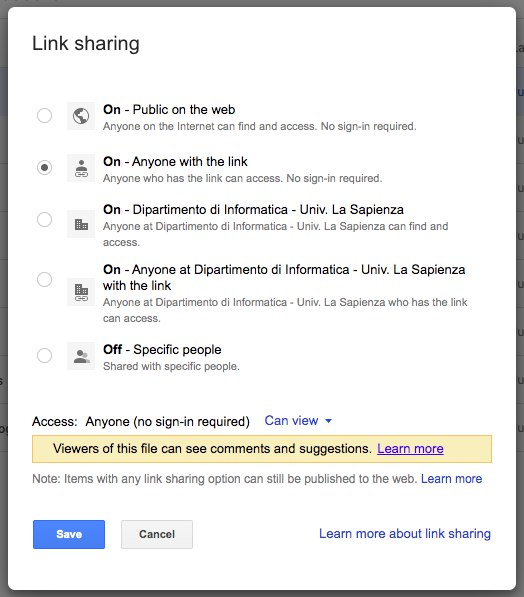 Link sharing
On - Public on the web
Anyone on the Internet can find and access. No sign-in required.
On - Anyone with the link
Anyone who has the link can access. No sign-in required.
On - Dipartimento di Informatica - Univ. La Sapienza
Anyone at Dipartimento di Informatica - Univ. La Sapienza can find and
access.
On - Anyone at Dipartimento di Informatica - Univ. La Sapienza
with the link
Anyone at Dipartimento di Informatica - Univ. La Sapienza who has the link
can access.
Off - Specific people
Shared with specific people.
Access: Anyone (no sign-in required) Can view
Viewers of this file can see comments and suggestions. Learn more
Note: Items with any link sharing option can still be published to the web. Learn more
Save Cancel Learn more about link sharing